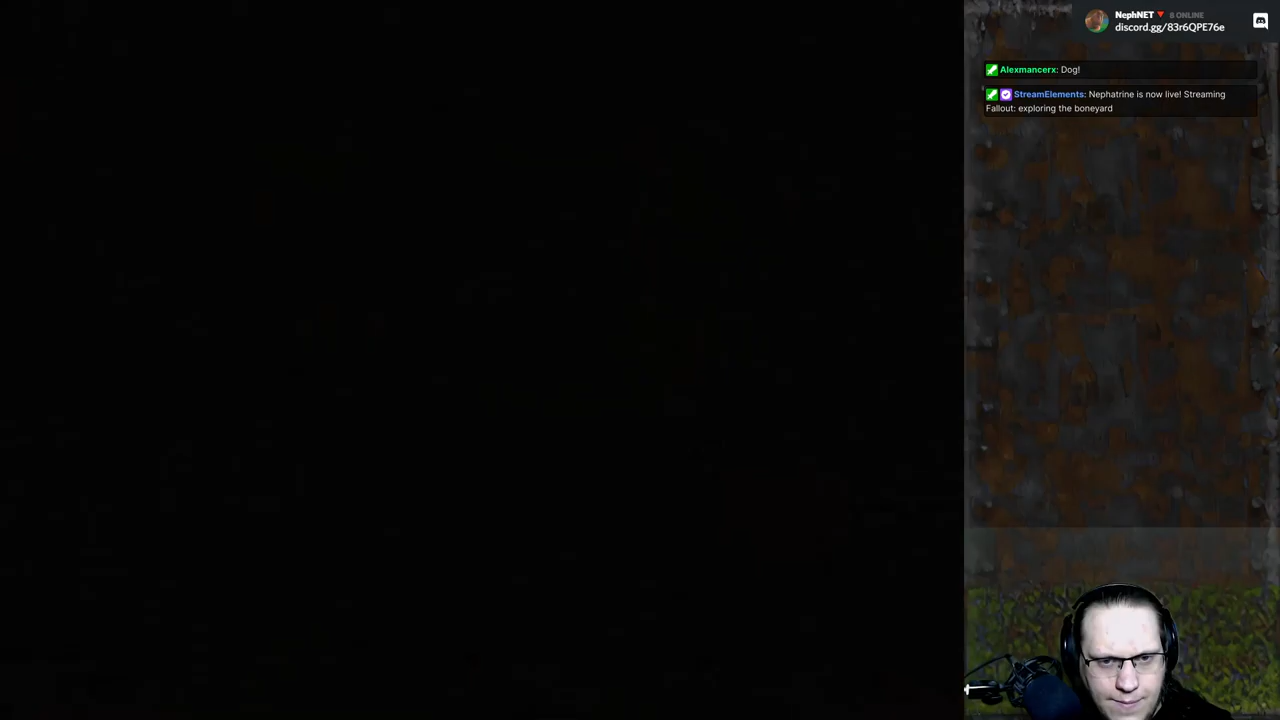 NephNET 8 ONLINE
discord.gg/83r6QPE76e
Alexmancerx: Dog!
StreamElements: Nephatrine is now live! Streaming
Fallout: exploring the boneyard